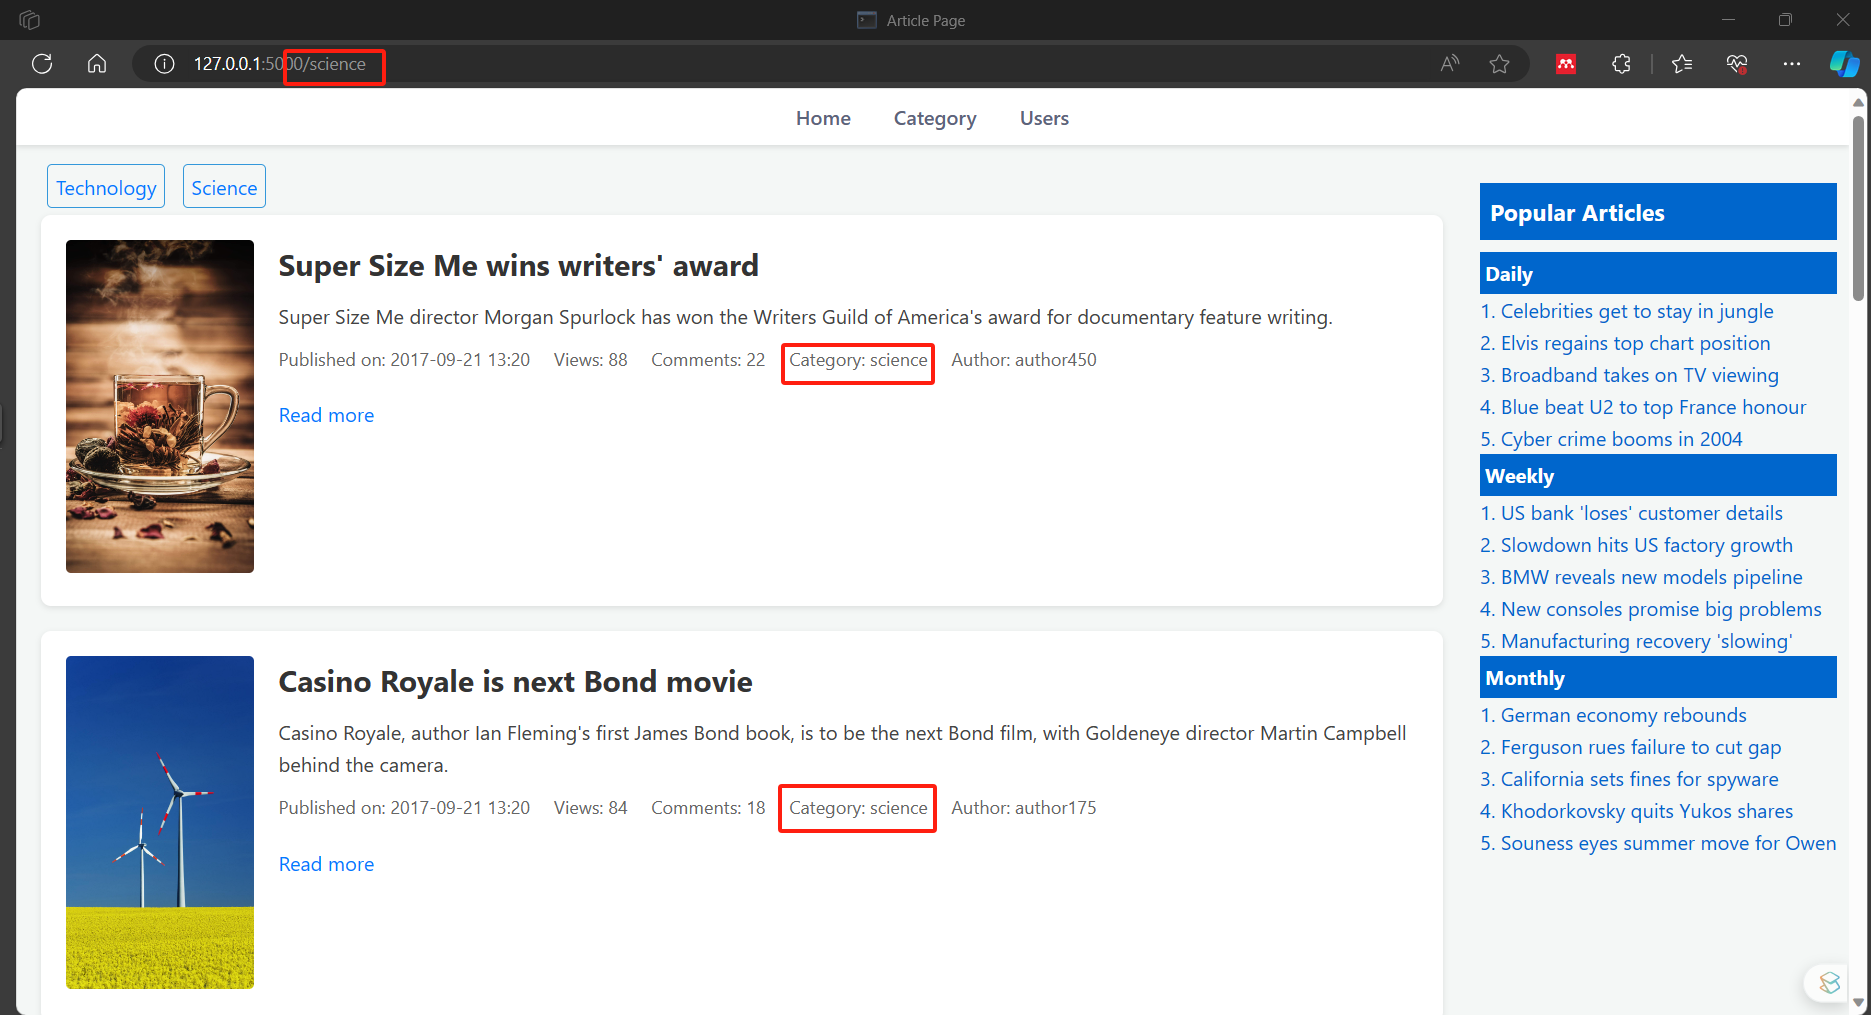 Article Page
127.0.0.1:5000/science
Home Category Users
Technology Science
Super Size Me wins writers' award
Super Size Me director Morgan Spurlock has won the Writers Guild of America's award for documentary feature writing.
Published on: 2017-09-21 13:20 Views: 88 Comments: 22 Category: science Author: author450
Read more
Casino Royale is next Bond movie
Casino Royale, author Ian Fleming's first James Bond book, is to be the next Bond film, with Goldeneye director Martin Campbell
behind the camera.
Published on: 2017-09-21 13:20 Views: 84 Comments: 18 Category: science Author: author175
Read more
Popular Articles
Daily
1. Celebrities get to stay in jungle
2. Elvis regains top chart position
3. Broadband takes on TV viewing
4. Blue beat U2 to top France honour
5. Cyber crime booms in 2004
Weekly
1. US bank 'loses' customer details
2. Slowdown hits US factory growth
3. BMW reveals new models pipeline
4. New consoles promise big problems
5. Manufacturing recovery 'slowing'
Monthly
1. German economy rebounds
2. Ferguson rues failure to cut gap
3. California sets fines for spyware
4. Khodorkovsky quits Yukos shares
5. Souness eyes summer move for Owen